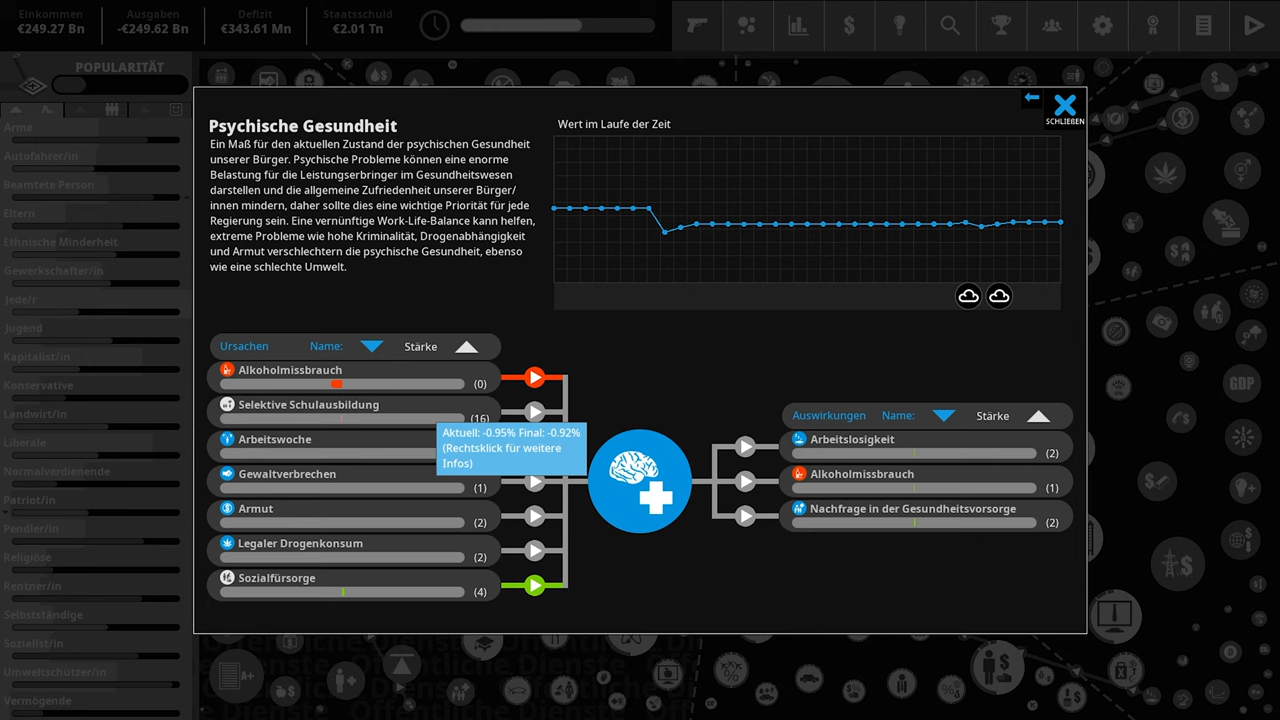 Einkommen
€249.27 Bn
Ausgaben
-€249.62 Bn
Defizit
€343.61 Mn
Staatsschuld
€2.01 Tn
POPULARITÄT
Arme
Autofahrer/in
Beamtete Person
Eltern
Ethnische Minderheit
Gewerkschafter/in
Jede/r
Jugend
Kapitalist/in
Konservative
Landwirt/in
Liberale
Normalverdienende
Patriot/in
Pendler/in
Religiöse
Rentner/in
Selbstständige
Sozialist/in
Umweltschützer/in
Vermögende
SCHLIEßEN
Psychische Gesundheit
Ein Maß für den aktuellen Zustand der psychischen Gesundheit
unserer Bürger. Psychische Probleme können eine enorme
Belastung für die Leistungserbringer im Gesundheitswesen
darstellen und die allgemeine Zufriedenheit unserer Bürger/
innen mindern, daher sollte dies eine wichtige Priorität für jede
Regierung sein. Eine vernünftige Work-Life-Balance kann helfen,
extreme Probleme wie hohe Kriminalität, Drogenabhängigkeit
und Armut verschlechtern die psychische Gesundheit, ebenso
wie eine schlechte Umwelt.
Wert im Laufe der Zeit
Ursachen Name: Stärke
Alkoholmissbrauch
(0)
Selektive Schulausbildung
(16)
Arbeitswoche
Gewaltverbrechen
(1)
Armut
(2)
Legaler Drogenkonsum
(2)
Sozialfürsorge
(4)
Aktuell: -0.95% Final: -0.92%
(Rechtsklick für weitere
Infos)
Auswirkungen Name: Stärke
Arbeitslosigkeit
(2)
Alkoholmissbrauch
(1)
Nachfrage in der Gesundheitsvorsorge
(2)
GDP
Öffentliche Dienste